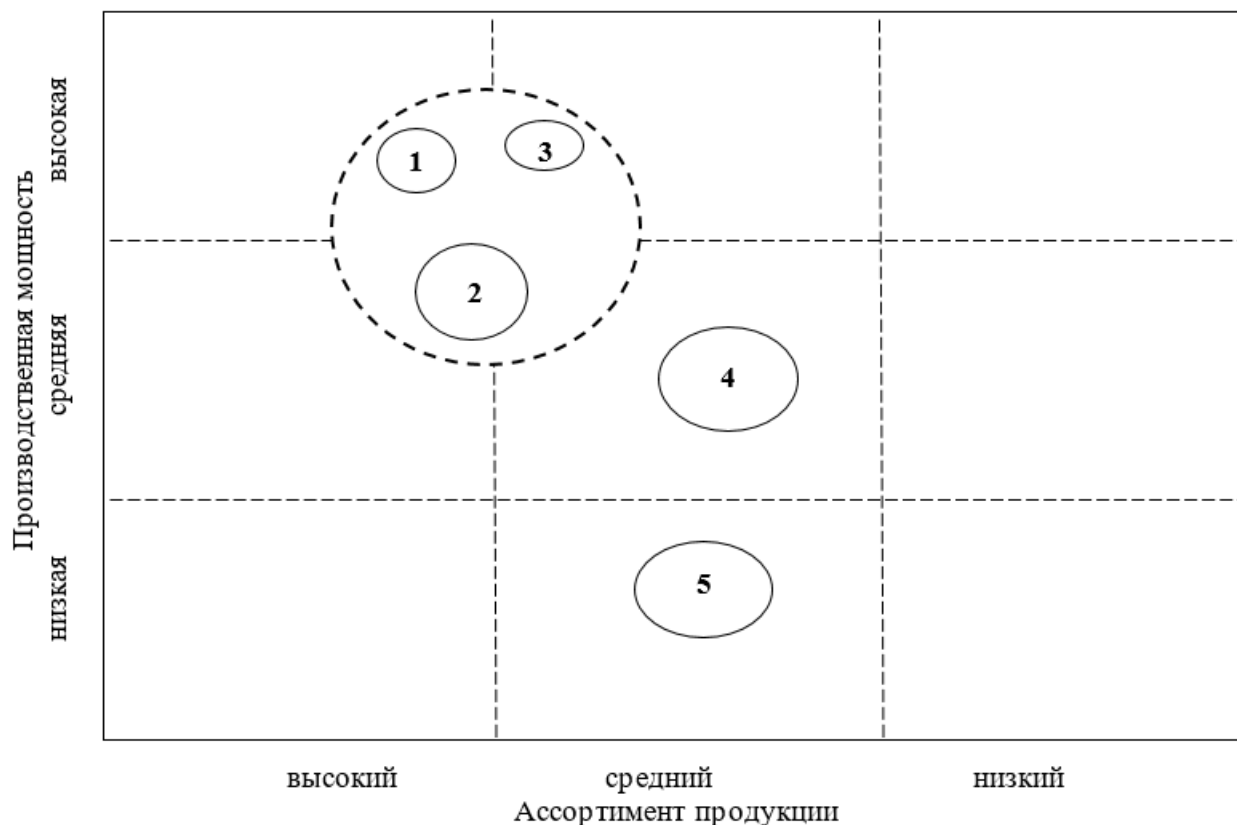 Производственная мощность
высокая
средняя
низкая
1
3
2
4
5
высокий
средний
низкий
Ассортимент продукции